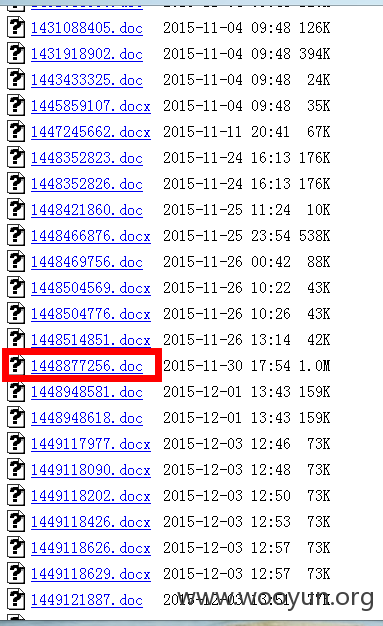 1431088405.doc 2015-11-04 09:48 126K
1431918902.doc 2015-11-04 09:48 394K
1443433325.doc 2015-11-04 09:48 24K
1445859107.docx 2015-11-04 09:48 35K
1447245662.docx 2015-11-11 20:41 67K
1448352823.doc 2015-11-24 16:13 176K
1448352826.doc 2015-11-24 16:13 176K
1448421860.doc 2015-11-25 11:24 10K
1448466876.docx 2015-11-25 23:54 538K
1448469756.doc 2015-11-26 00:42 88K
1448504569.docx 2015-11-26 10:22 43K
1448504776.docx 2015-11-26 10:26 43K
1448514851.docx 2015-11-26 13:14 42K
1448877256.doc 2015-11-30 17:54 1.0M
1448948581.doc 2015-12-01 13:43 159K
1448948618.doc 2015-12-01 13:43 159K
1449117977.docx 2015-12-03 12:46 73K
1449118090.docx 2015-12-03 12:48 73K
1449118202.docx 2015-12-03 12:50 73K
1449118426.docx 2015-12-03 12:53 73K
1449118626.docx 2015-12-03 12:57 73K
1449118629.docx 2015-12-03 12:57 73K
1449121887.doc 2015-12-03 13:51 77K
www.wooyun.org